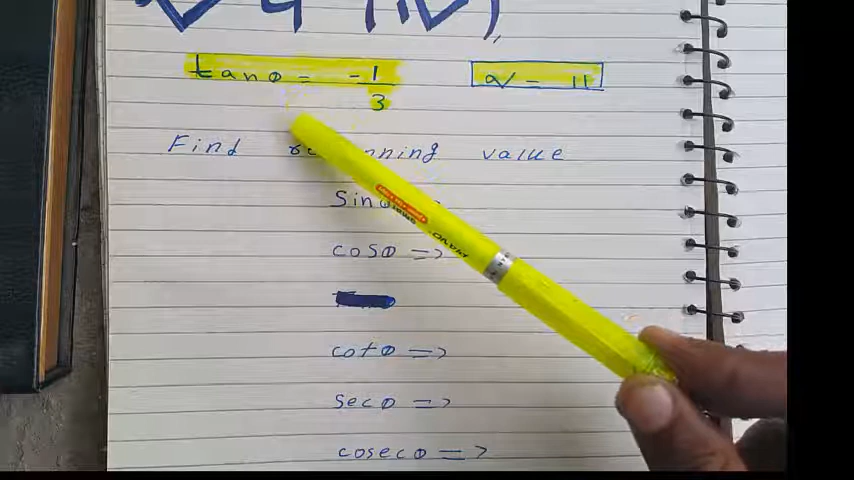 tanθ = -1/3 Q = II
Find remaining value
Sinθ =>
cosθ =>
cotθ =>
secθ =>
cosecθ =>